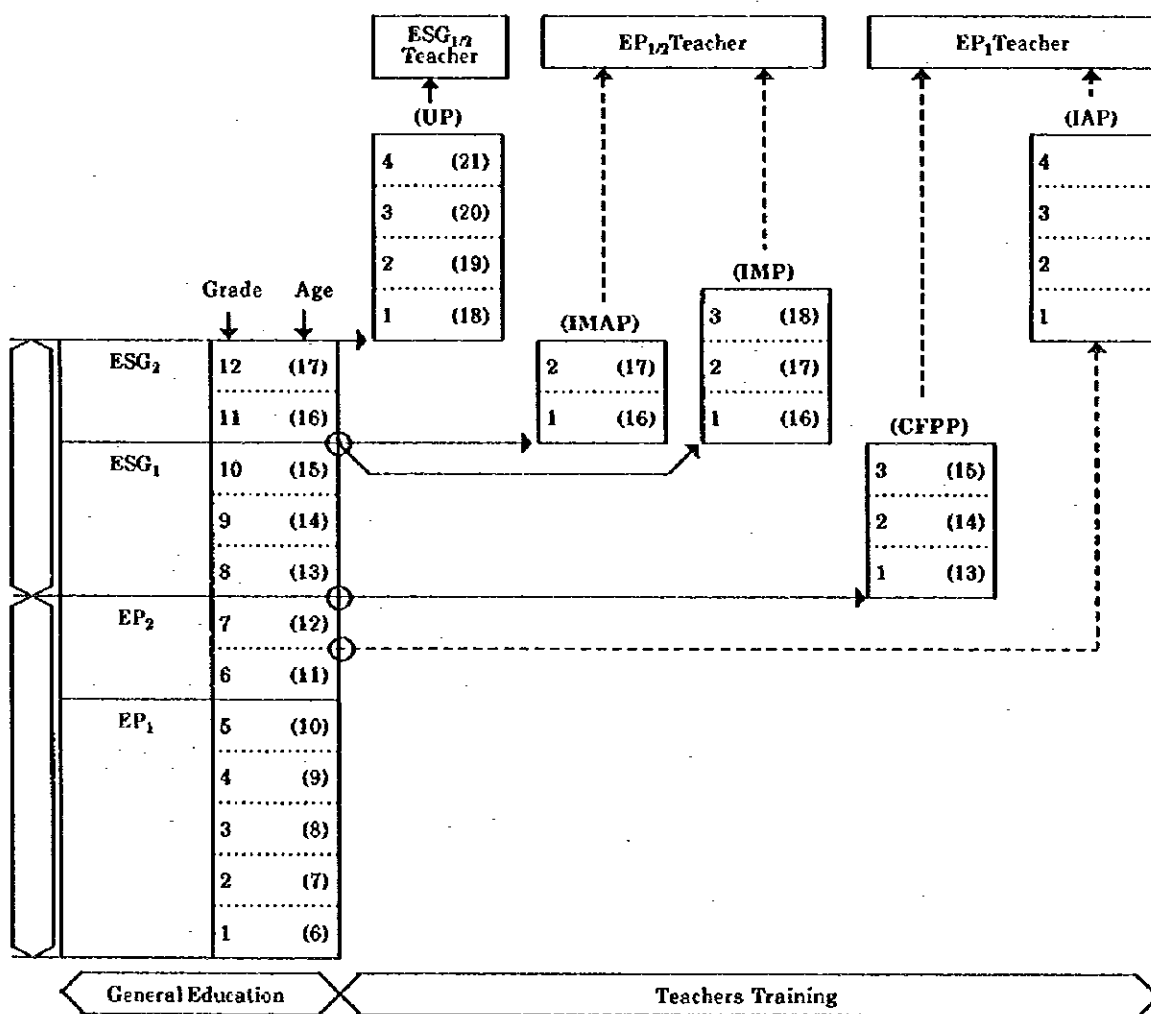 ESG1/2
Teacher
EP1/2Teacher
EP1Teacher
(UP)
(IAP)
4 (21)
3 (20)
2 (19)
1 (18)
4
3
2
1
(IMP)
3 (18)
2 (17)
1 (16)
(IMAP)
2 (17)
1 (16)
(CFPP)
3 (15)
2 (14)
1 (13)
Grade Age
ESG2 12 (17)
11 (16)
ESG1 10 (15)
9 (14)
8 (13)
EP2 7 (12)
6 (11)
EP1 5 (10)
4 (9)
3 (8)
2 (7)
1 (6)
General Education
Teachers Training